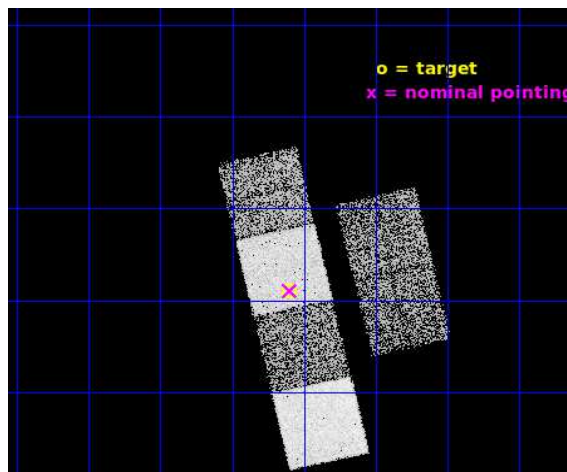 o = target
x = nominal pointing